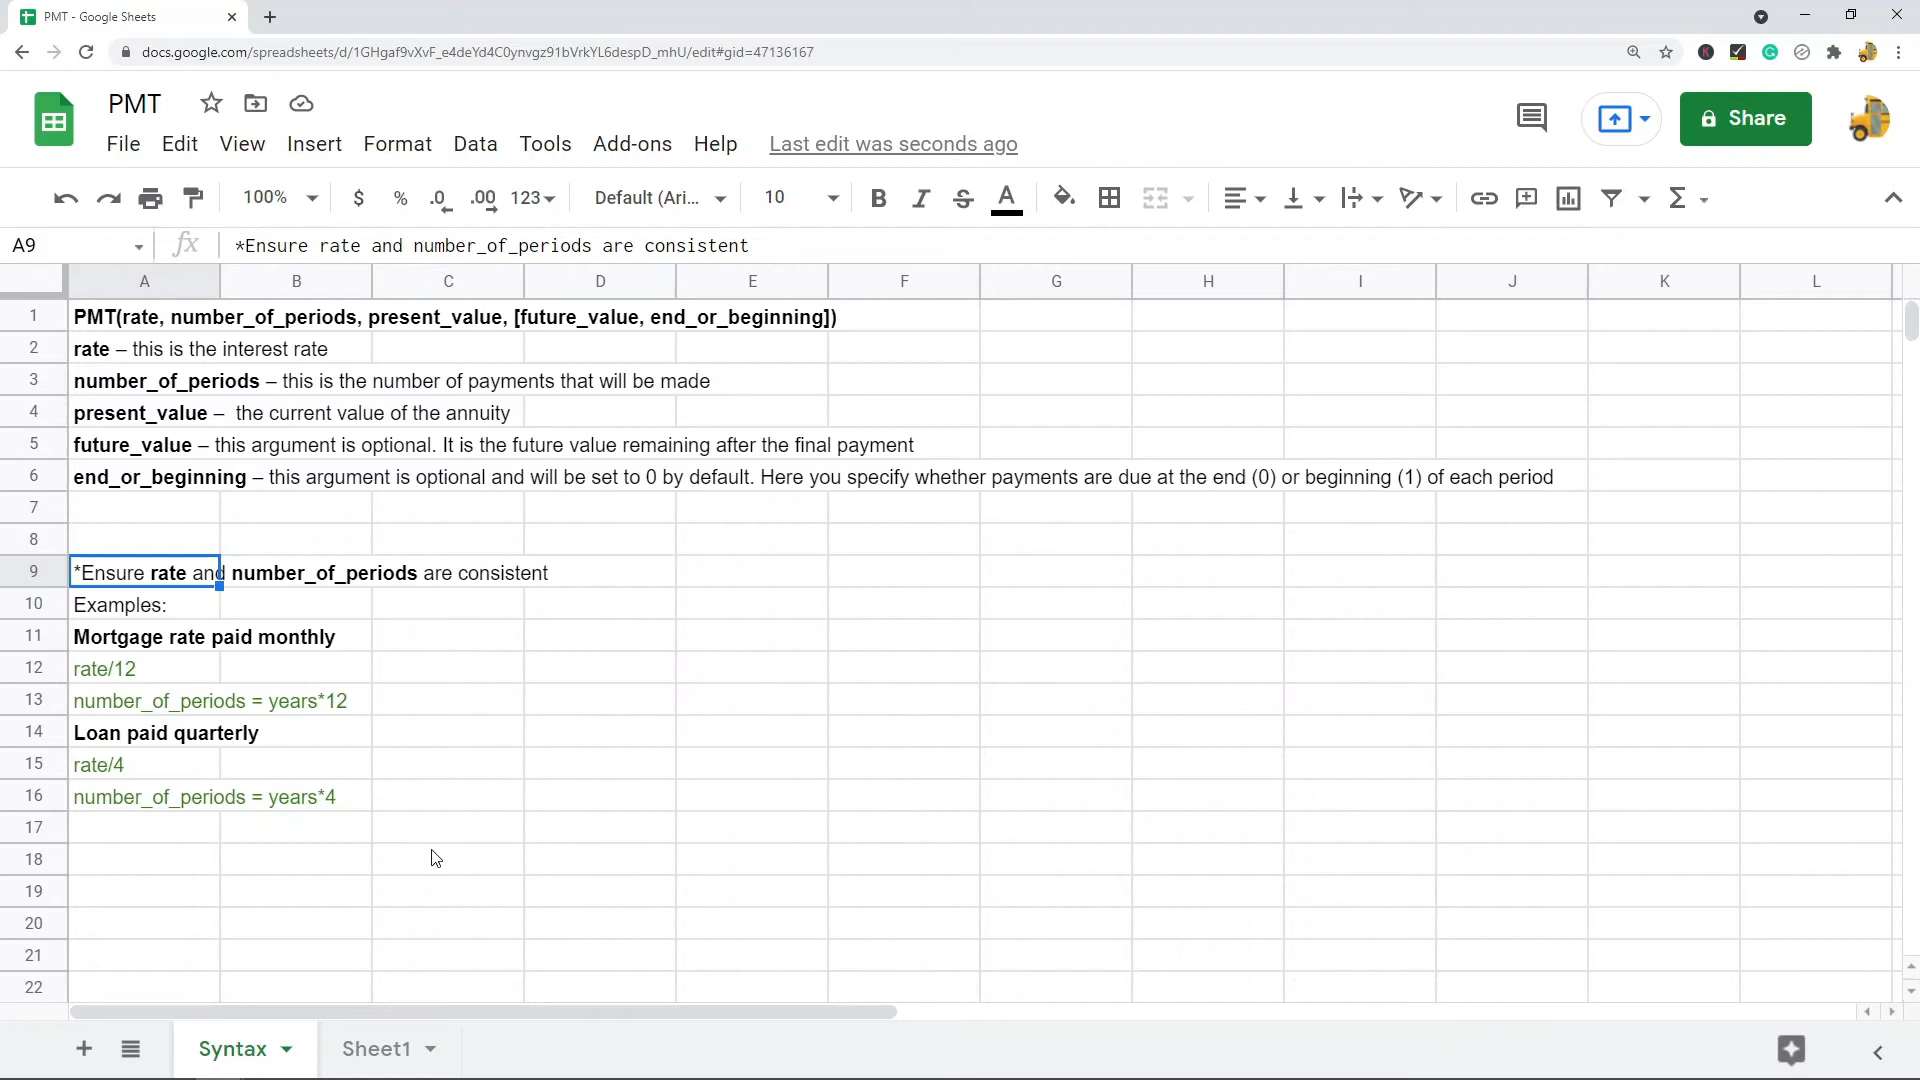 PMT - Google Sheets
docs.google.com/spreadsheets/d/1GHgaf9vXvF_e4deYd4C0ynvgz91bVrkYL6despD_mhU/edit#gid=47136167
PMT
Share
File Edit View Insert Format Data Tools Add-ons Help Last edit was seconds ago
100% $ % .0 .00 123 Default (Ari... 10 B I S A Σ
A9 fx *Ensure rate and number_of_periods are consistent
A B C D E F G H I J K L
1 PMT(rate, number_of_periods, present_value, [future_value, end_or_beginning])
2 rate – this is the interest rate
3 number_of_periods – this is the number of payments that will be made
4 present_value – the current value of the annuity
5 future_value – this argument is optional. It is the future value remaining after the final payment
6 end_or_beginning – this argument is optional and will be set to 0 by default. Here you specify whether payments are due at the end (0) or beginning (1) of each period
7
8
9 *Ensure rate and number_of_periods are consistent
10 Examples:
11 Mortgage rate paid monthly
12 rate/12
13 number_of_periods = years*12
14 Loan paid quarterly
15 rate/4
16 number_of_periods = years*4
17
18
19
20
21
22
Syntax Sheet1